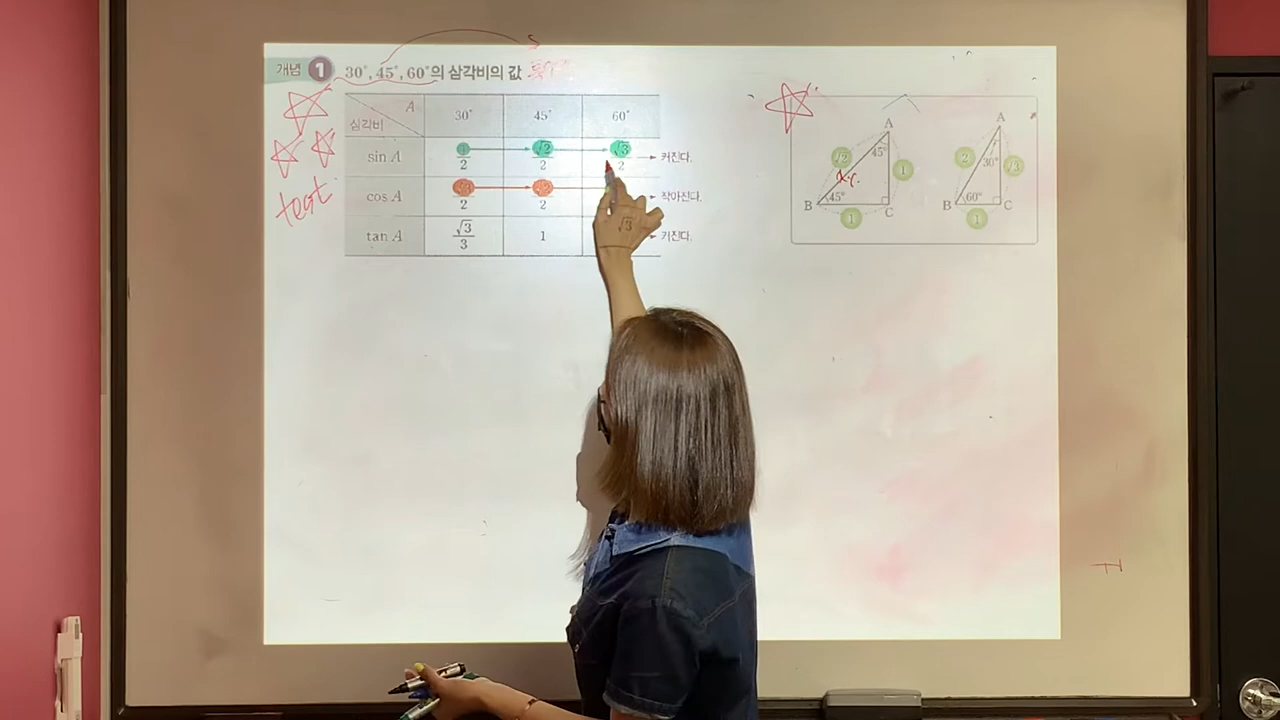 개념 1 30°, 45°, 60°의 삼각비의 값
A
삼각비
30° 45° 60°
sin A 1/2 √2/2 √3/2 커진다.
cos A √3/2 √2/2 작아진다.
tan A √3/3 1 √3 커진다.
test
A
45°
√2
1
B 45° C
1
A
30°
2
√3
B 60° C
1